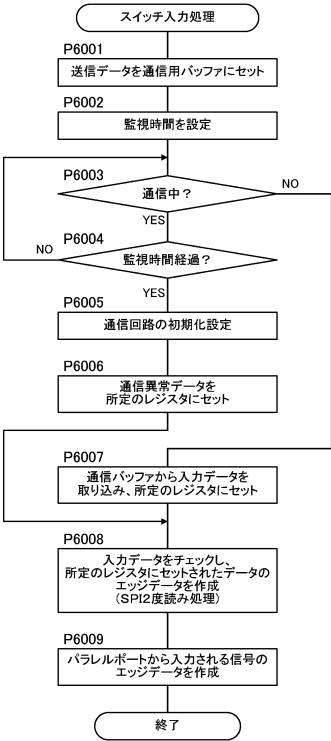 スイッチ入力処理
P6001
送信データを通信用バッファにセット
P6002
監視時間を設定
P6003
通信中？
NO
YES
P6004
監視時間経過？
NO
YES
P6005
通信回路の初期化設定
P6006
通信異常データを
所定のレジスタにセット
P6007
通信バッファから入力データを
取り込み、所定のレジスタにセット
P6008
入力データをチェックし、
所定のレジスタにセットされたデータの
エッジデータを作成
（SPI2度読み処理）
P6009
パラレルポートから入力される信号の
エッジデータを作成
終了